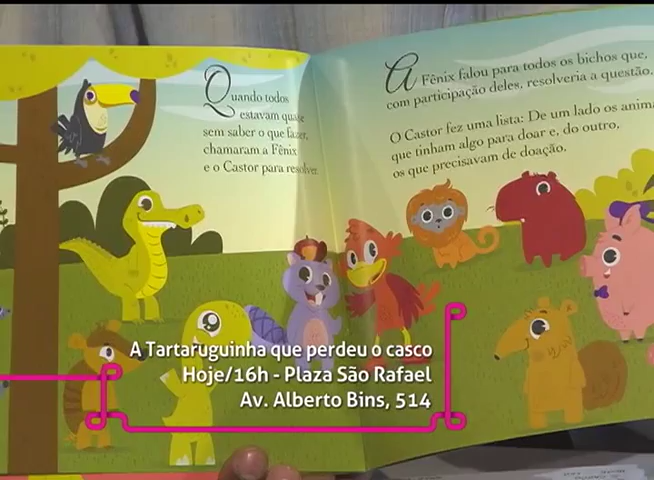 Quando todos
estavam quase
sem saber o que fazer,
chamaram a Fênix
e o Castor para resolver.
A Fênix falou para todos os bichos que,
com participação deles, resolveria a questão.
O Castor fez uma lista: De um lado os
que tinham algo para doar e, do outro,
os que precisavam de doação.
A Tartaruguinha que perdeu o casco
Hoje/16h - Plaza São Rafael
Av. Alberto Bins, 514